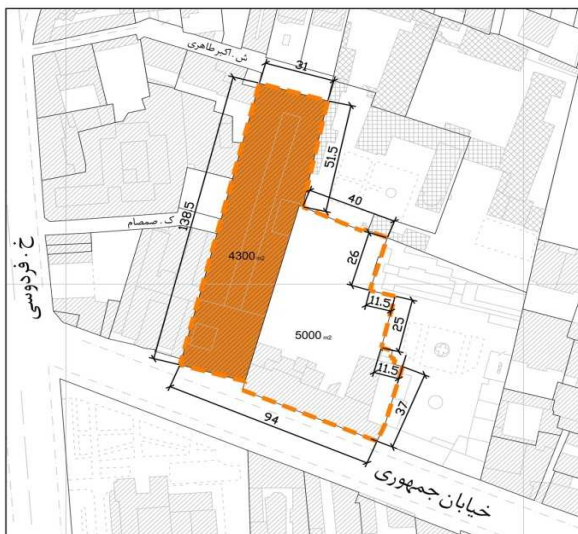 ش. اکبر طاهری
31
51.5
40
138.5
ک. صمصام
26
4300 m2
11.5
25
5000 m2
11.5
37
94
خ. فردوسی
خیابان جمهوری